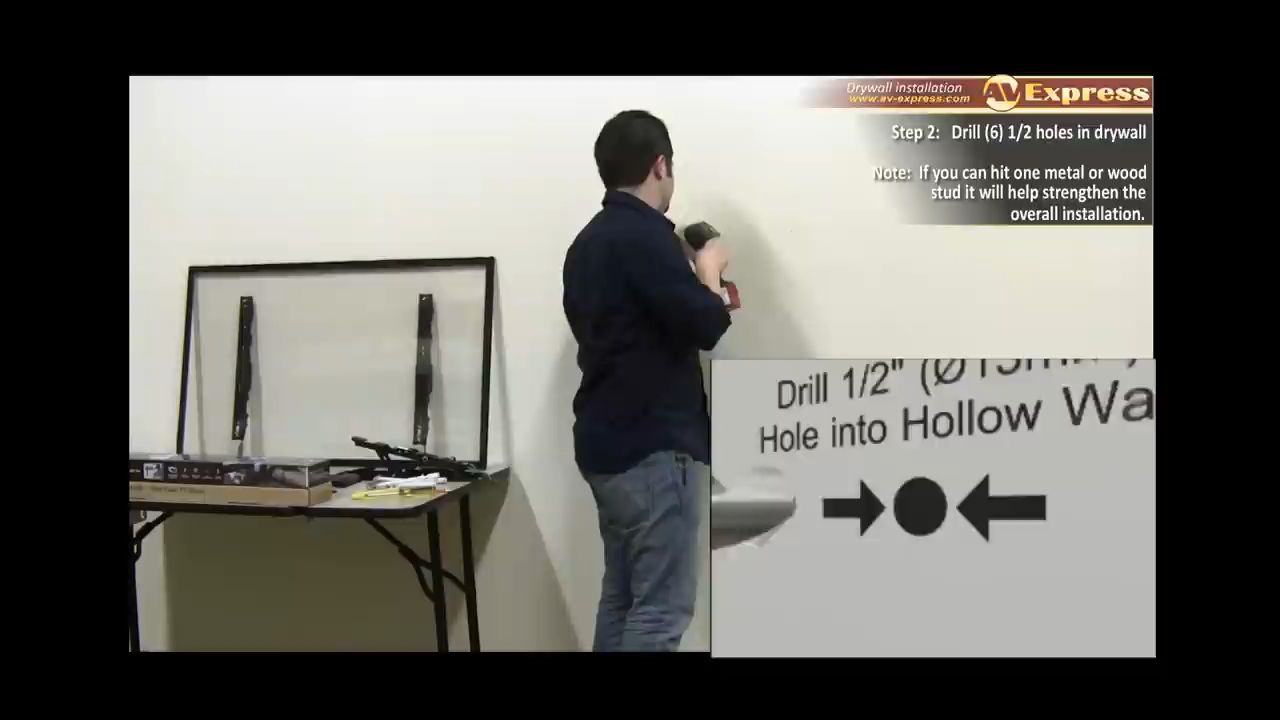 Drywall installation
www.av-express.com
AV Express
Step 2: Drill (6) 1/2 holes in drywall
Note: If you can hit one metal or wood
stud it will help strengthen the
overall installation.
Drill 1/2" (Ø15m
Hole into Hollow Wa